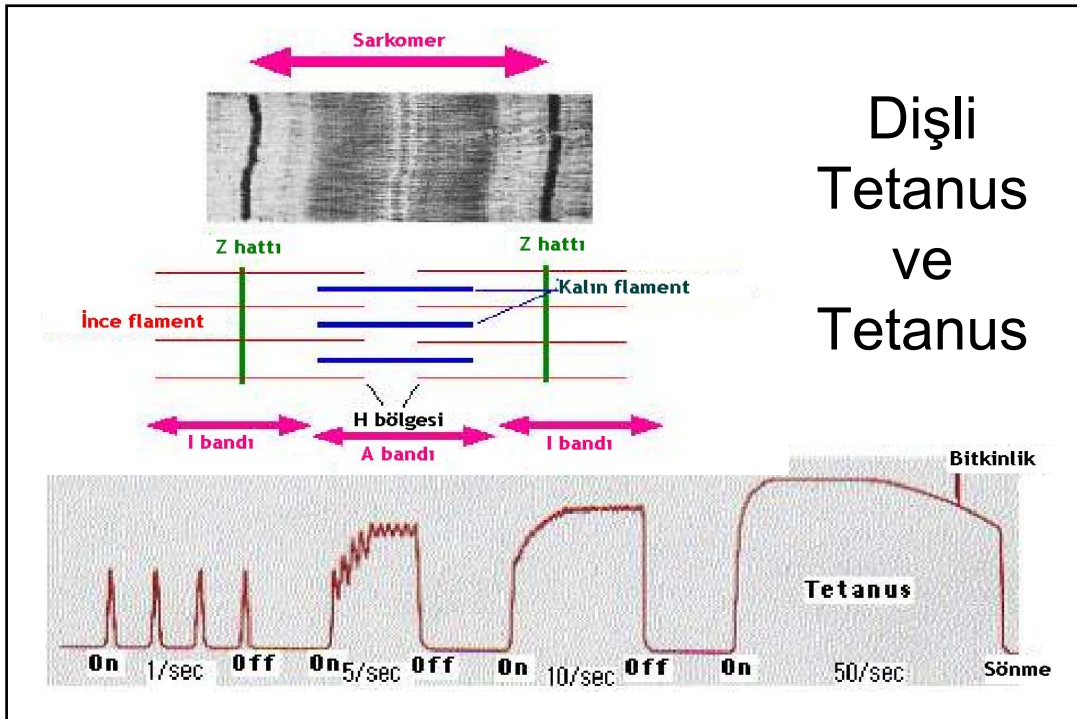 Sarkomer
Dişli
Tetanus
ve
Tetanus
Z hattı Z hattı
Kalın flament
İnce flament
H bölgesi
I bandı A bandı I bandı
Bitkinlik
Tetanus
On 1/sec Off On 5/sec Off On 10/sec Off On 50/sec Sönme